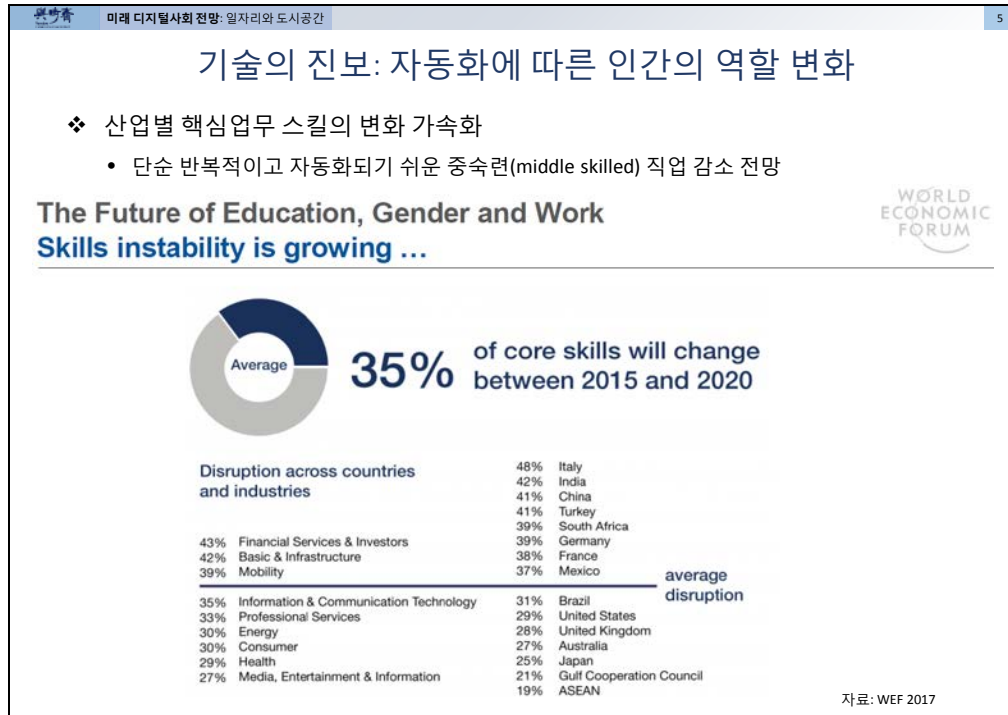 미래 디지털사회 전망: 일자리와 도시공간
5
기술의 진보: 자동화에 따른 인간의 역할 변화
❖ 산업별 핵심업무 스킬의 변화 가속화
• 단순 반복적이고 자동화되기 쉬운 중숙련(middle skilled) 직업 감소 전망
The Future of Education, Gender and Work
Skills instability is growing ...
WORLD
ECONOMIC
FORUM
Average
35%
of core skills will change
between 2015 and 2020
Disruption across countries
and industries
43% Financial Services & Investors
42% Basic & Infrastructure
39% Mobility
35% Information & Communication Technology
33% Professional Services
30% Energy
30% Consumer
29% Health
27% Media, Entertainment & Information
48% Italy
42% India
41% China
41% Turkey
39% South Africa
39% Germany
38% France
37% Mexico
average
disruption
31% Brazil
29% United States
28% United Kingdom
27% Australia
25% Japan
21% Gulf Cooperation Council
19% ASEAN
자료: WEF 2017